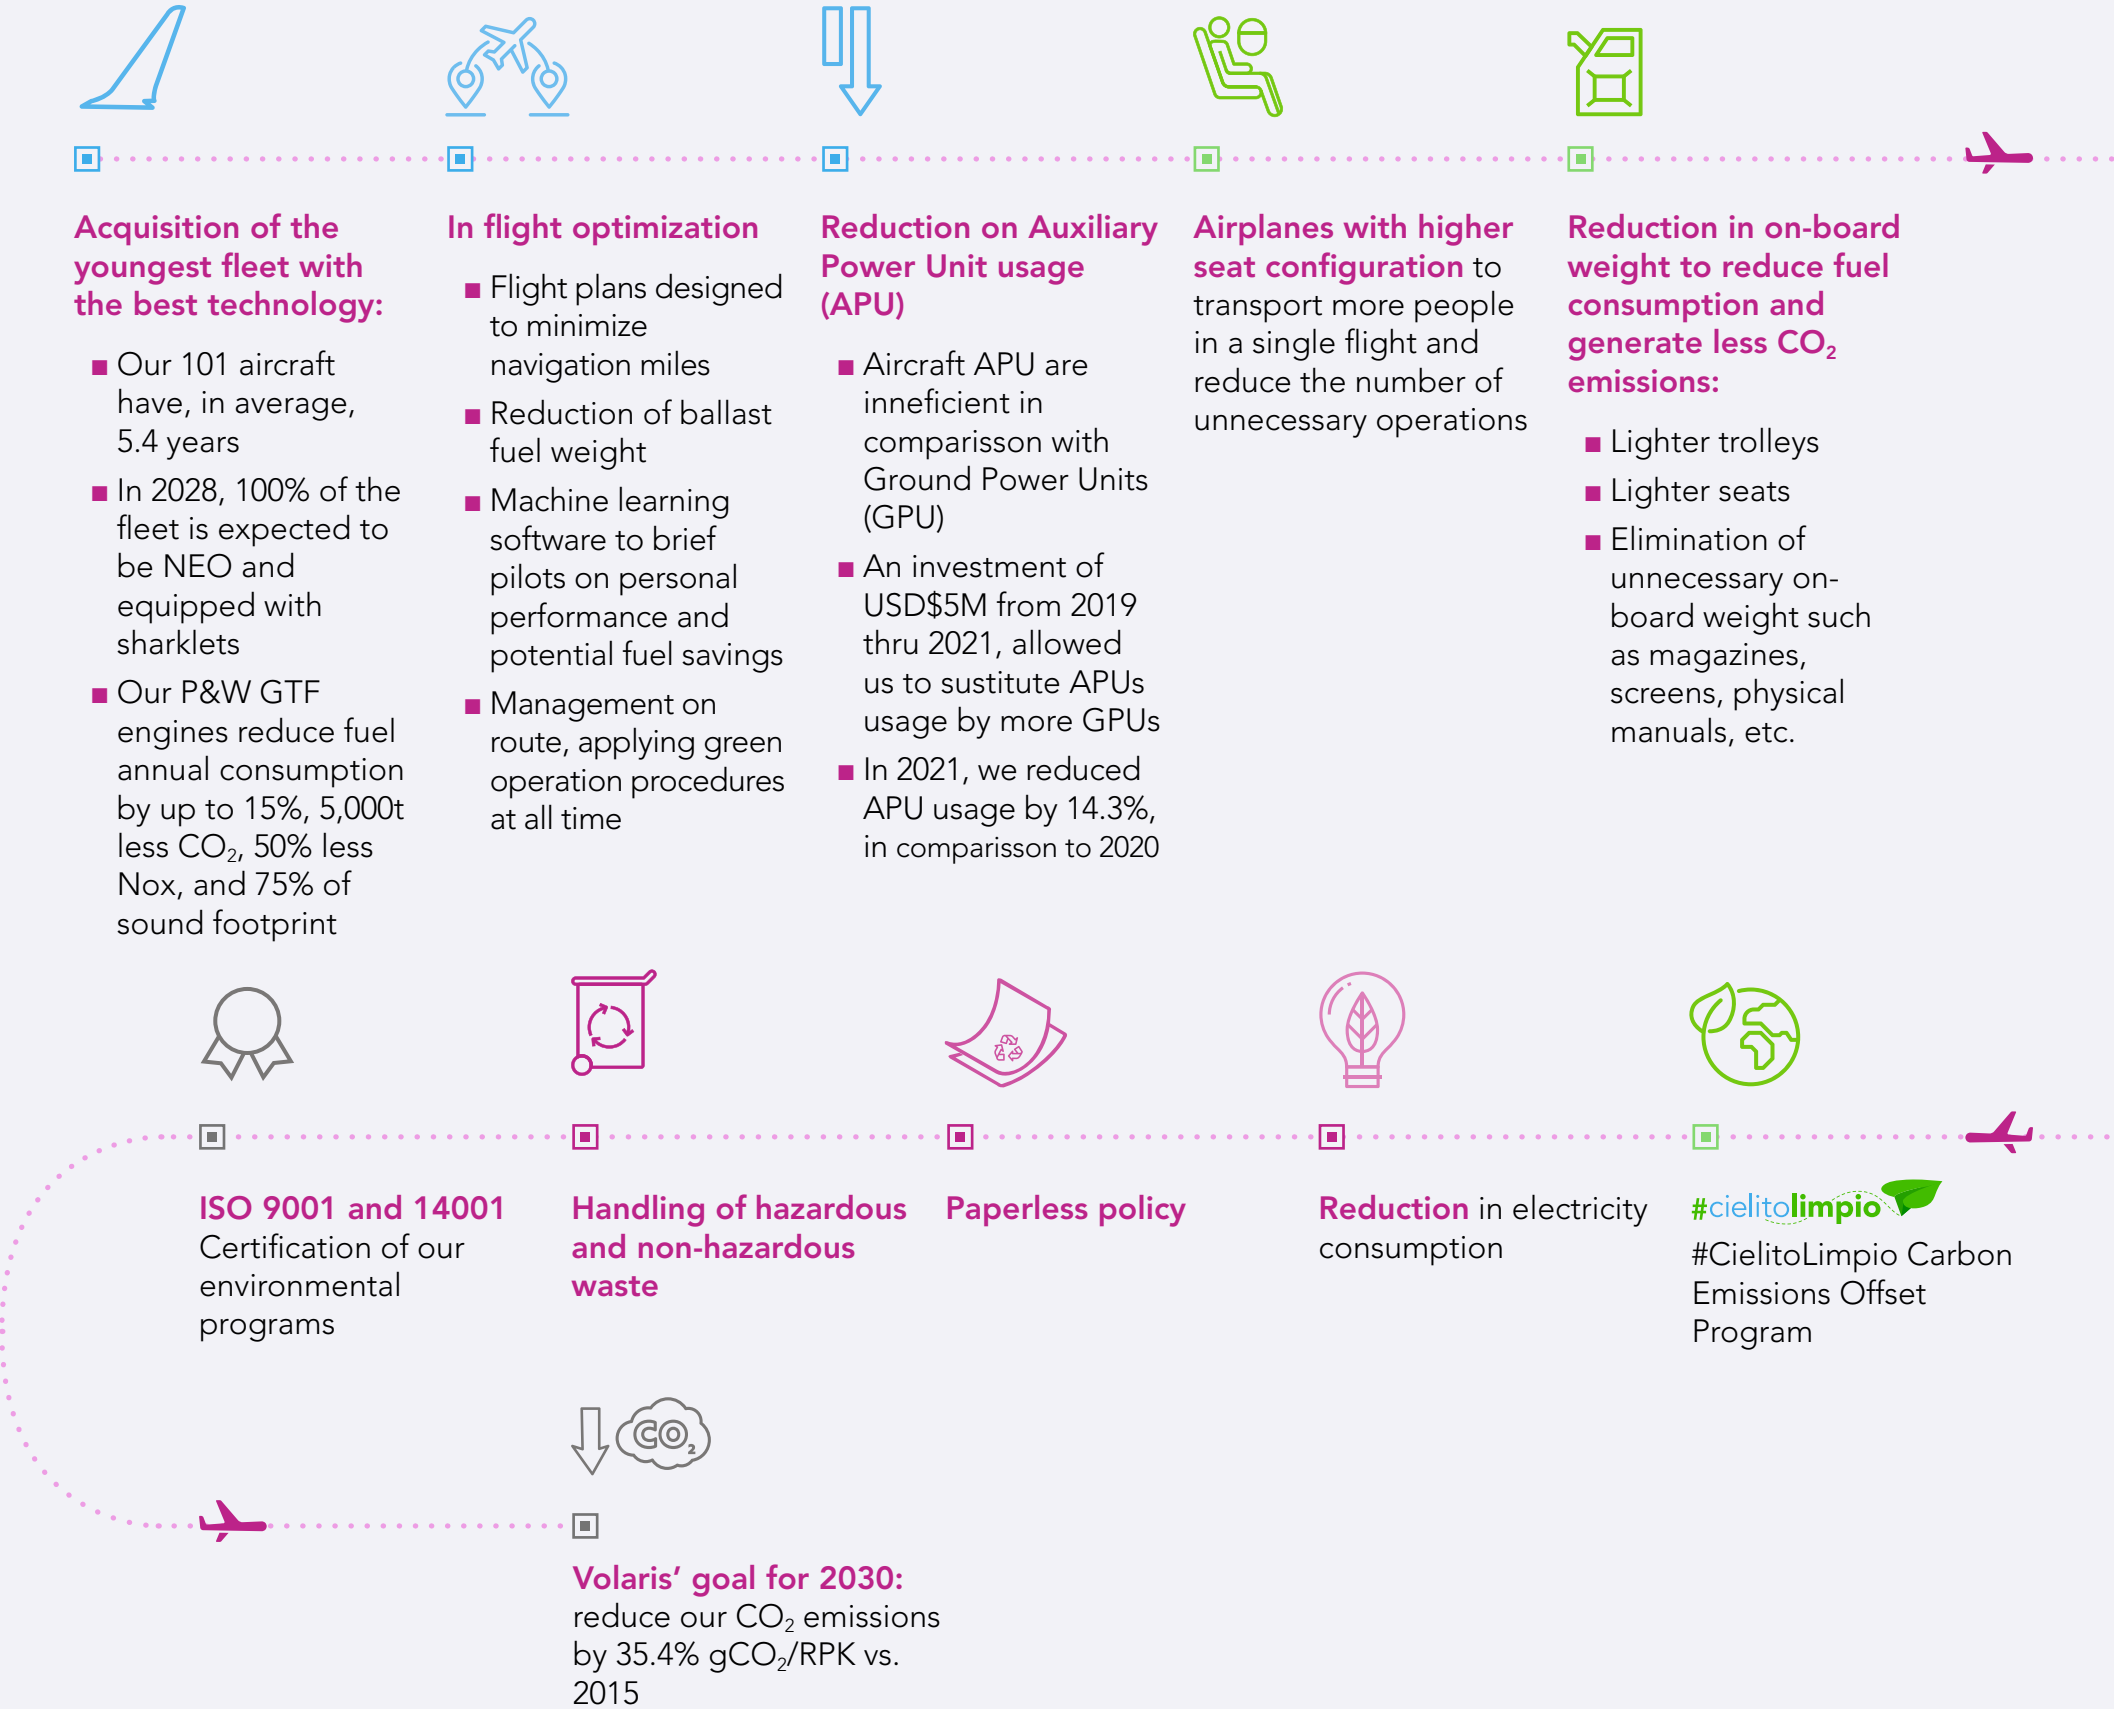 Acquisition of the
youngest fleet with
the best technology:
■ Our 101 aircraft
have, in average,
5.4 years
■ In 2028, 100% of the
fleet is expected to
be NEO and
equipped with
sharklets
■ Our P&W GTF
engines reduce fuel
annual consumption
by up to 15%, 5,000t
less CO₂, 50% less
Nox, and 75% of
sound footprint
In flight optimization
■ Flight plans designed
to minimize
navigation miles
■ Reduction of ballast
fuel weight
■ Machine learning
software to brief
pilots on personal
performance and
potential fuel savings
■ Management on
route, applying green
operation procedures
at all time
Reduction on Auxiliary
Power Unit usage
(APU)
■ Aircraft APU are
inneficient in
comparisson with
Ground Power Units
(GPU)
■ An investment of
USD$5M from 2019
thru 2021, allowed
us to sustitute APUs
usage by more GPUs
■ In 2021, we reduced
APU usage by 14.3%,
in comparisson to 2020
Airplanes with higher
seat configuration to
transport more people
in a single flight and
reduce the number of
unnecessary operations
Reduction in on-board
weight to reduce fuel
consumption and
generate less CO₂
emissions:
■ Lighter trolleys
■ Lighter seats
■ Elimination of
unnecessary on-
board weight such
as magazines,
screens, physical
manuals, etc.
ISO 9001 and 14001
Certification of our
environmental
programs
Handling of hazardous
and non-hazardous
waste
Paperless policy
Reduction in electricity
consumption
#cielitolimpio
#CielitoLimpio Carbon
Emissions Offset
Program
CO₂
Volaris’ goal for 2030:
reduce our CO₂ emissions
by 35.4% gCO₂/RPK vs.
2015